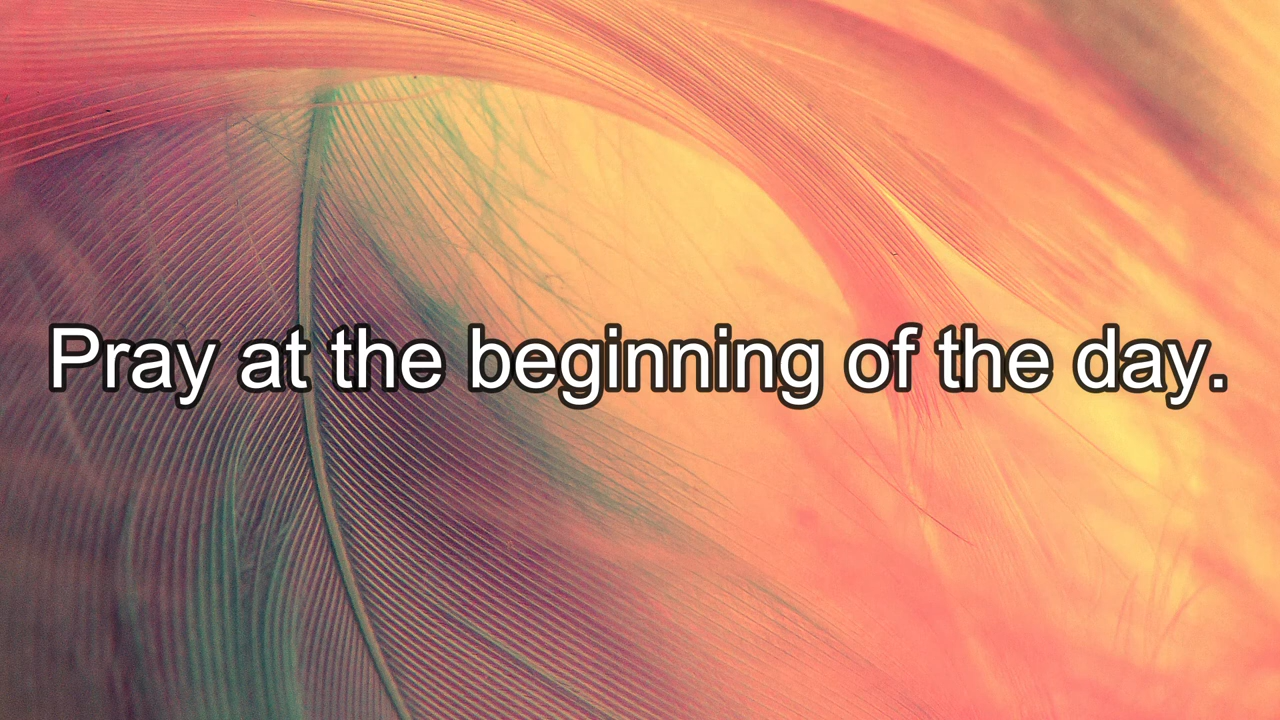 Pray at the beginning of the day.